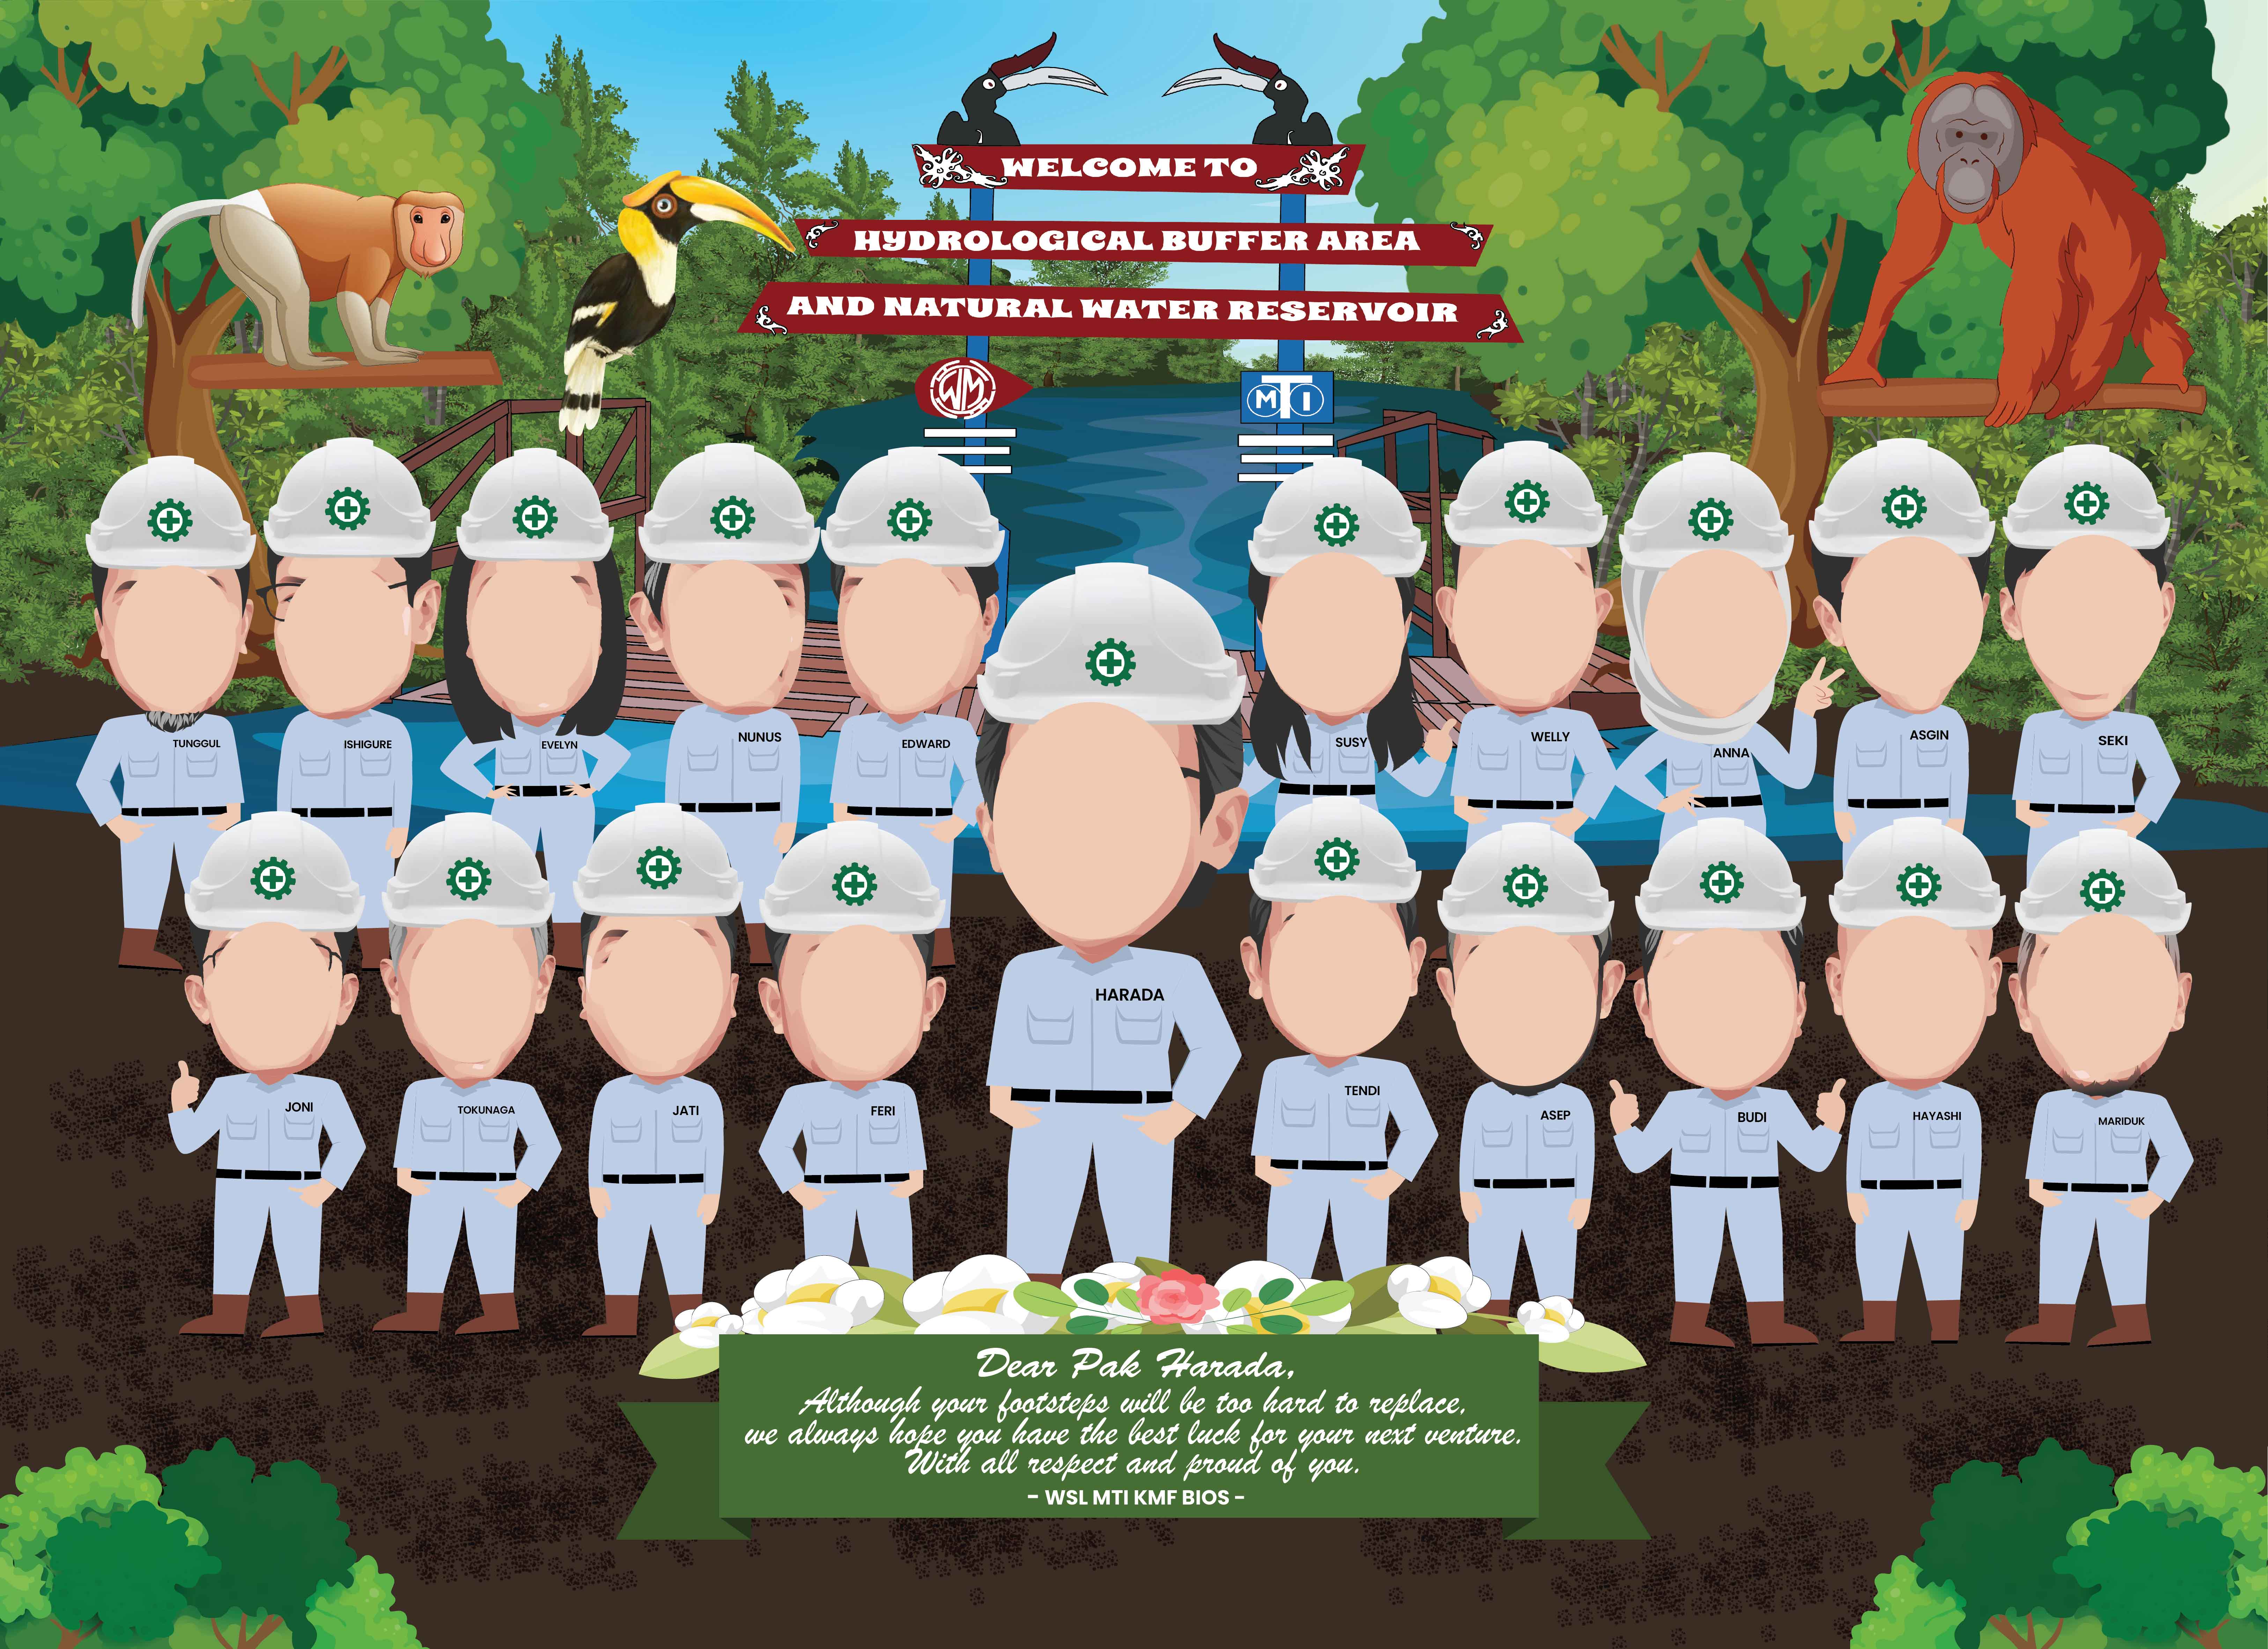 WELCOME TO
HYDROLOGICAL BUFFER AREA
AND NATURAL WATER RESERVOIR
WM
MTI
TUNGGUL
ISHIGURE
EVELYN
NUNUS
EDWARD
SUSY
WELLY
ANNA
ASGIN
SEKI
HARADA
JONI
TOKUNAGA
JATI
FERI
TENDI
ASEP
BUDI
HAYASHI
MARIDUK
Dear Pak Harada,
Although your footsteps will be too hard to replace,
we always hope you have the best luck for your next venture.
With all respect and proud of you.
- WSL MTI KMF BIOS -